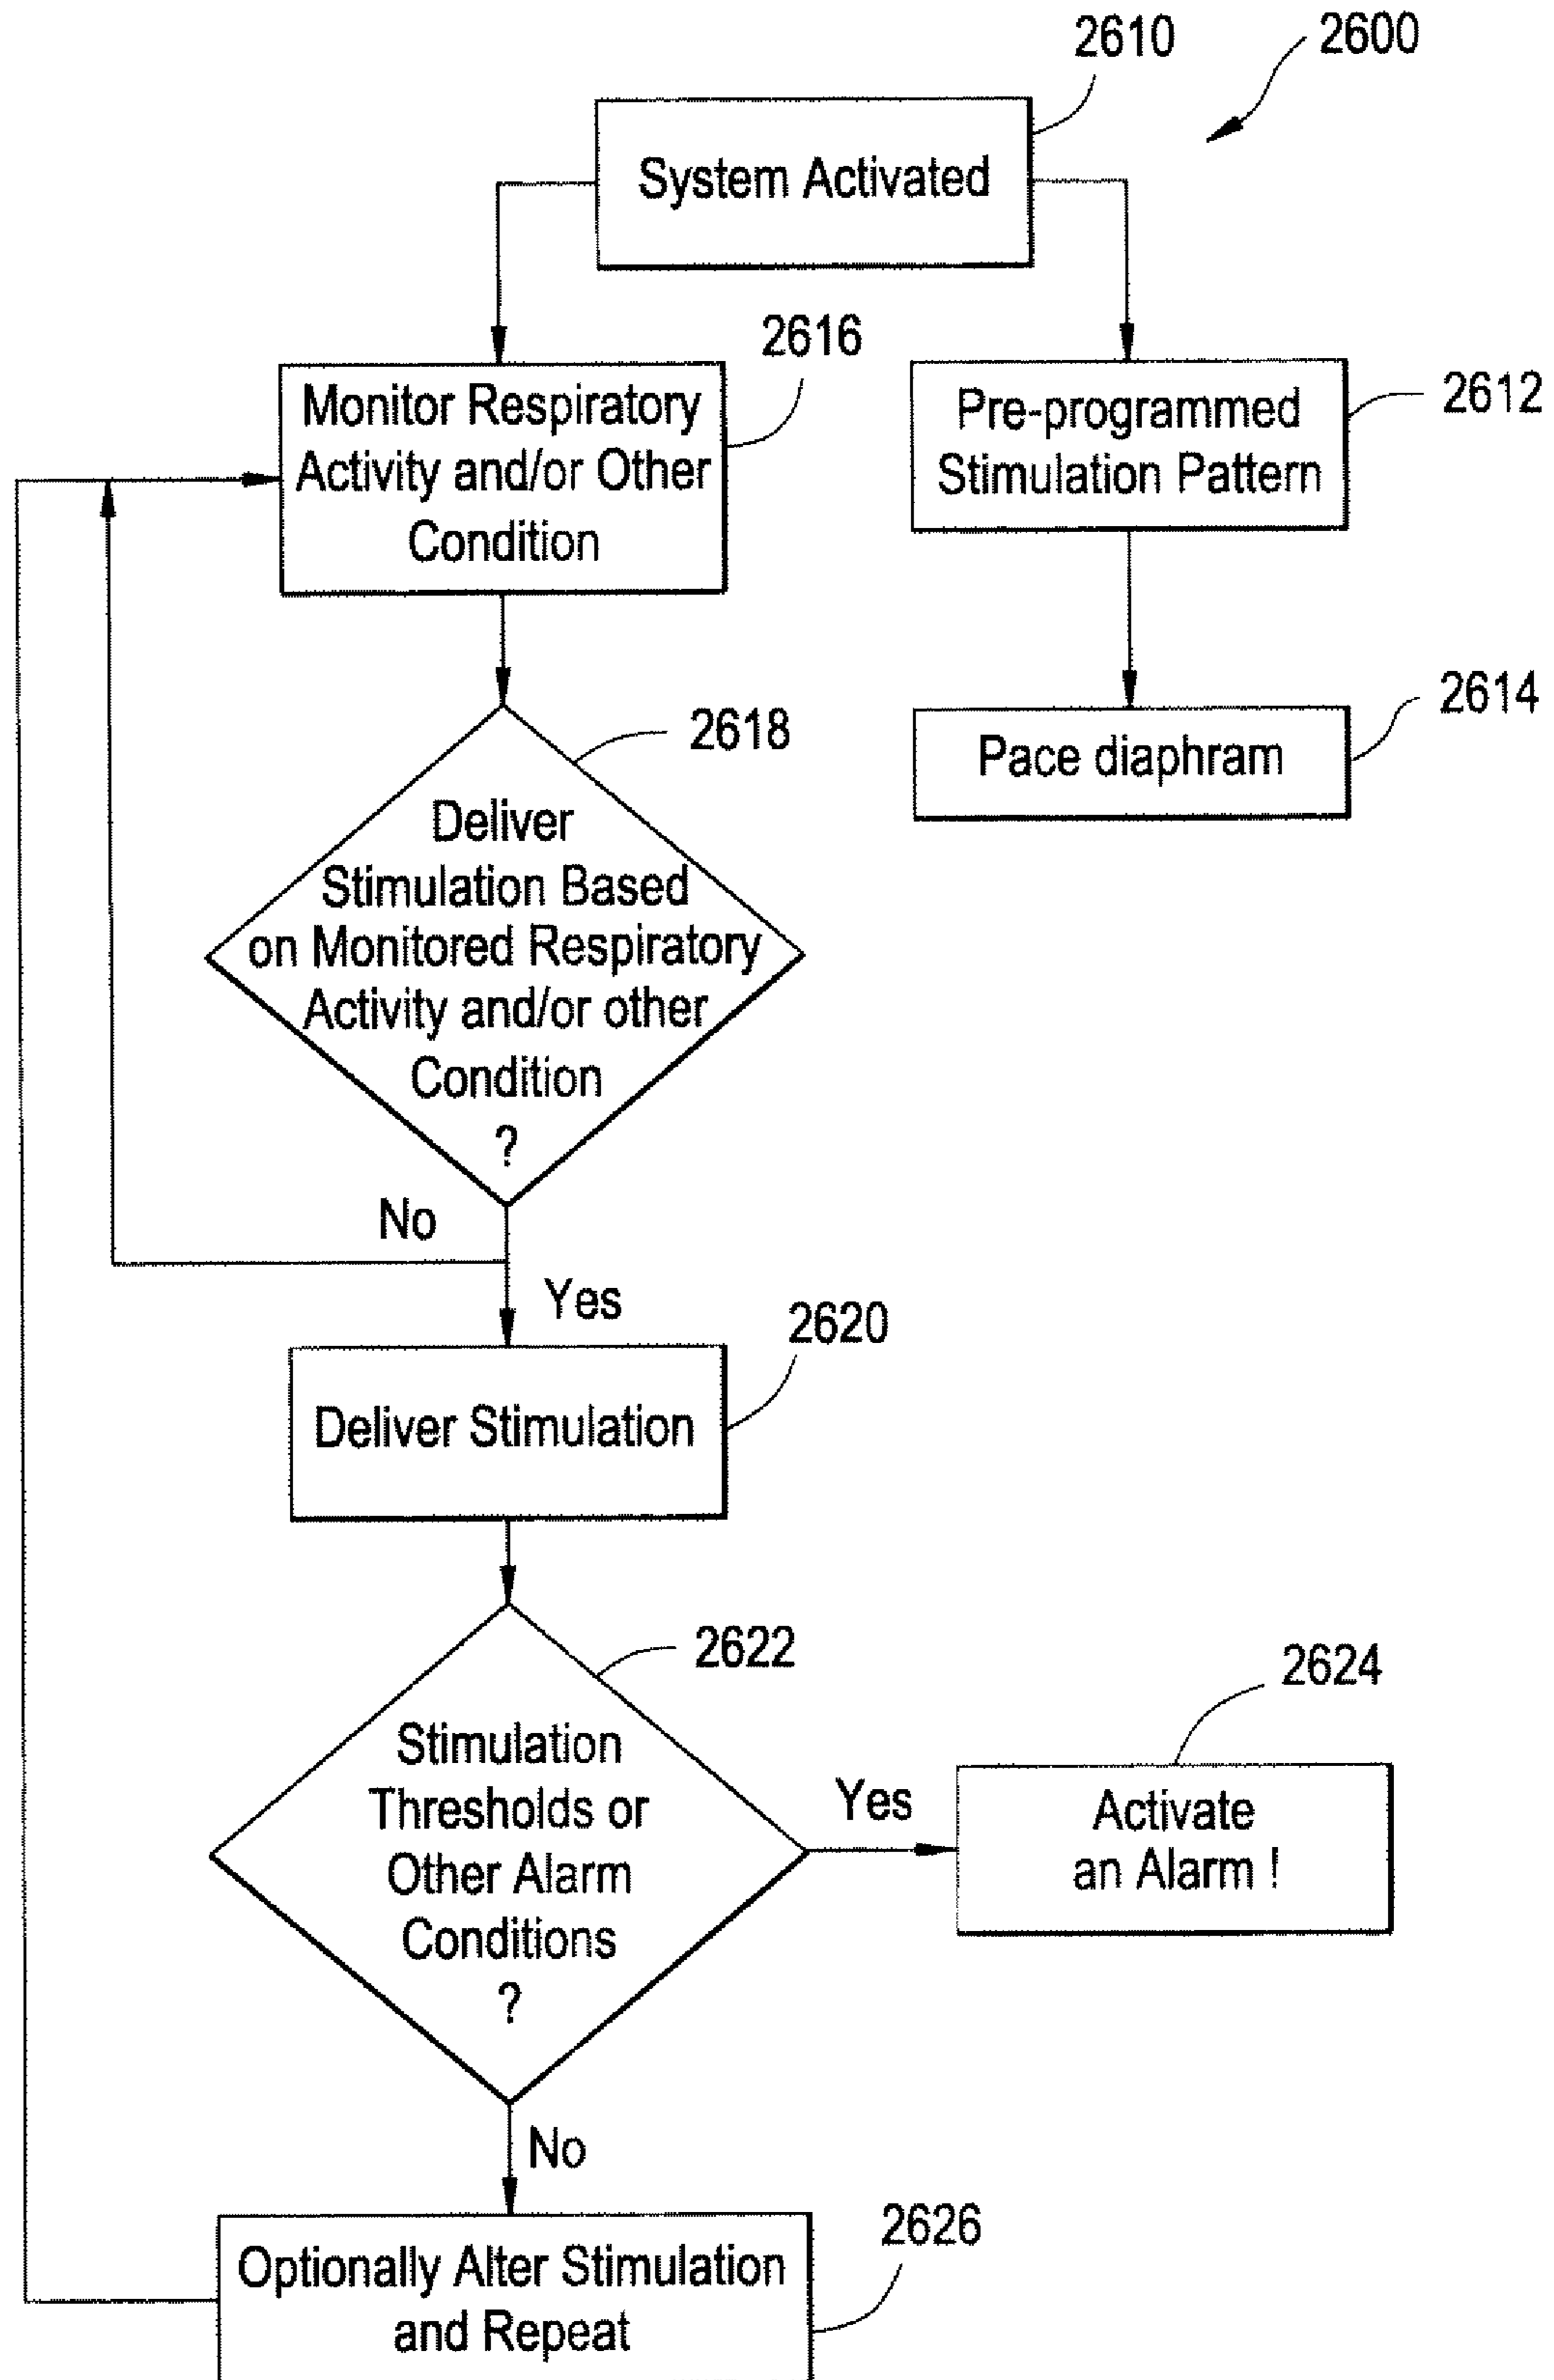 2610
2600
System Activated
2616
Monitor Respiratory
Activity and/or Other
Condition
2612
Pre-programmed
Stimulation Pattern
2614
Pace diaphram
2618
Deliver
Stimulation Based
on Monitored Respiratory
Activity and/or other
Condition
?
No
Yes
2620
Deliver Stimulation
2622
Stimulation
Thresholds or
Other Alarm
Conditions
?
Yes
2624
Activate
an Alarm !
No
2626
Optionally Alter Stimulation
and Repeat